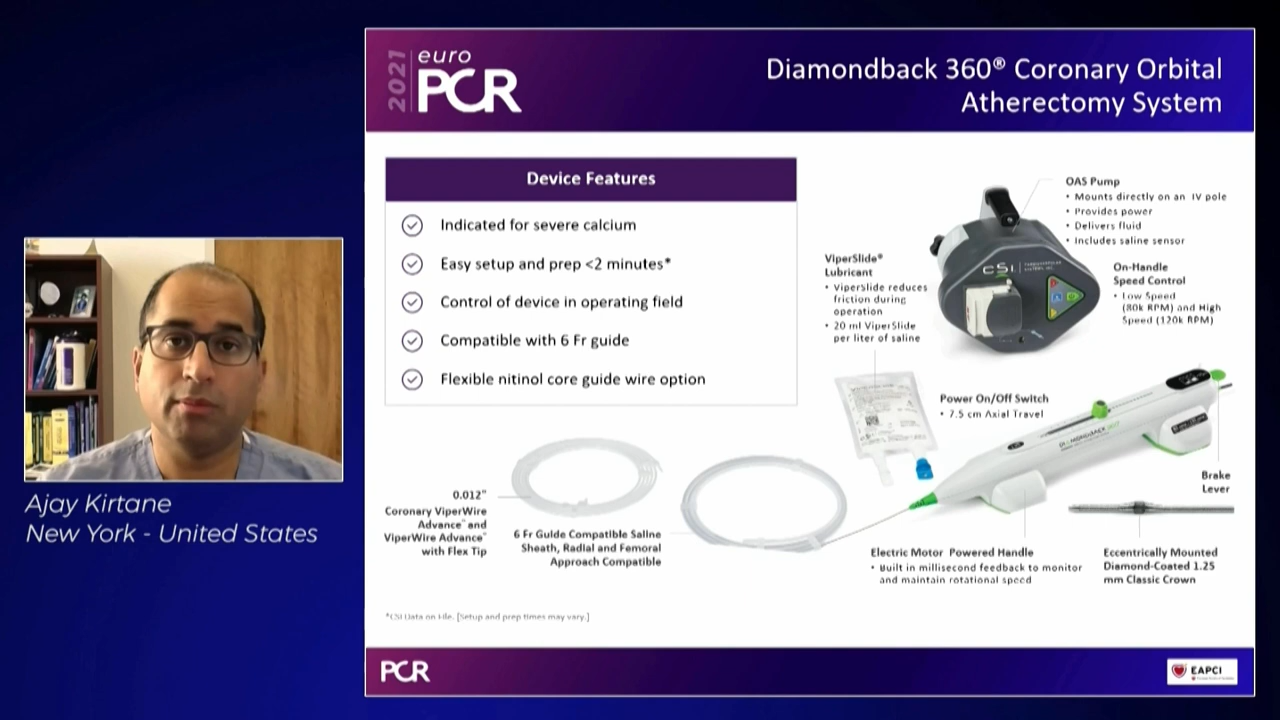 2021
euro
PCR
Diamondback 360® Coronary Orbital
Atherectomy System
Device Features
Indicated for severe calcium
Easy setup and prep <2 minutes*
Control of device in operating field
Compatible with 6 Fr guide
Flexible nitinol core guide wire option
OAS Pump
• Mounts directly on an IV pole
• Provides power
• Delivers fluid
• Includes saline sensor
On-Handle
Speed Control
• Low Speed
(80k RPM) and High
Speed (120k RPM)
ViperSlide®
Lubricant
• ViperSlide reduces
friction during
operation
• 20 ml ViperSlide
per liter of saline
CSI
Power On/Off Switch
• 7.5 cm Axial Travel
DIAMONDBACK 360
Brake
Lever
0.012"
Coronary ViperWire
Advance™ and
ViperWire Advance™
with Flex Tip
6 Fr Guide Compatible Saline
Sheath, Radial and Femoral
Approach Compatible
Electric Motor Powered Handle
• Built in millisecond feedback to monitor
and maintain rotational speed
Eccentrically Mounted
Diamond-Coated 1.25
mm Classic Crown
*CSI Data on File. [Setup and prep times may vary.]
Ajay Kirtane
New York - United States
PCR
EAPCI